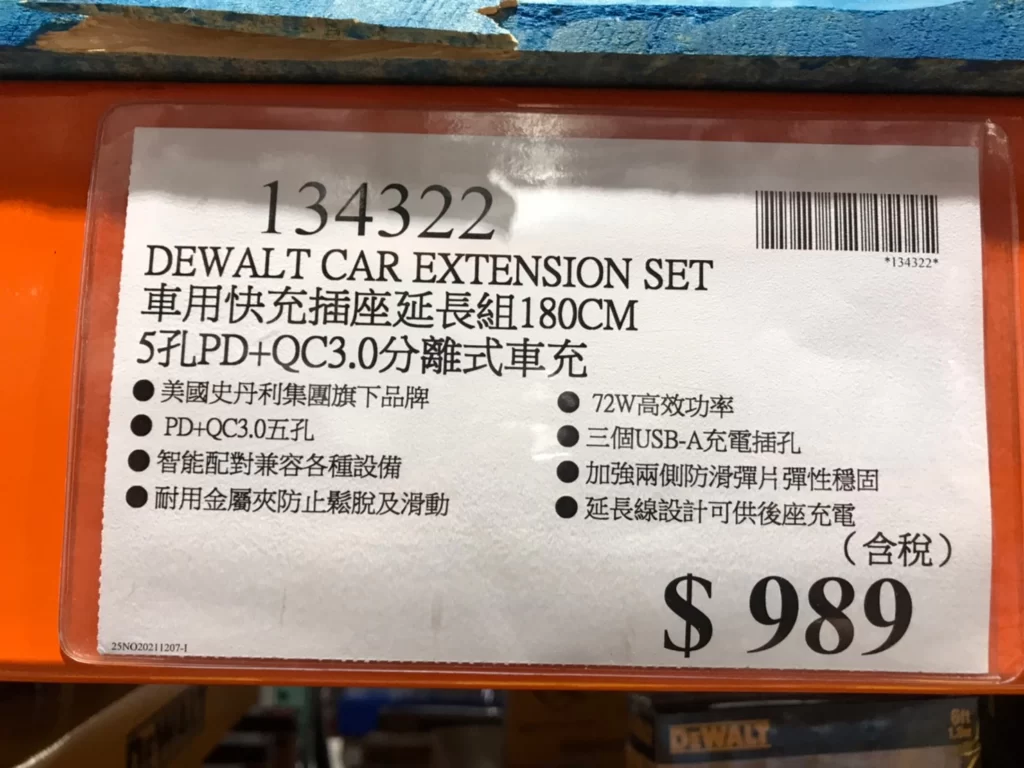 134322
*134322*
DEWALT CAR EXTENSION SET
車用快充插座延長組180CM
5孔PD+QC3.0分離式車充
●美國史丹利集團旗下品牌
●PD+QC3.0五孔
●智能配對兼容各種設備
●耐用金屬夾防止鬆脫及滑動
●72W高效功率
●三個USB-A充電插孔
●加強兩側防滑彈片彈性穩固
●延長線設計可供後座充電
(含稅)
$ 989
25NO20211207-1
DEWALT
DEWALT
6ft
1.8m